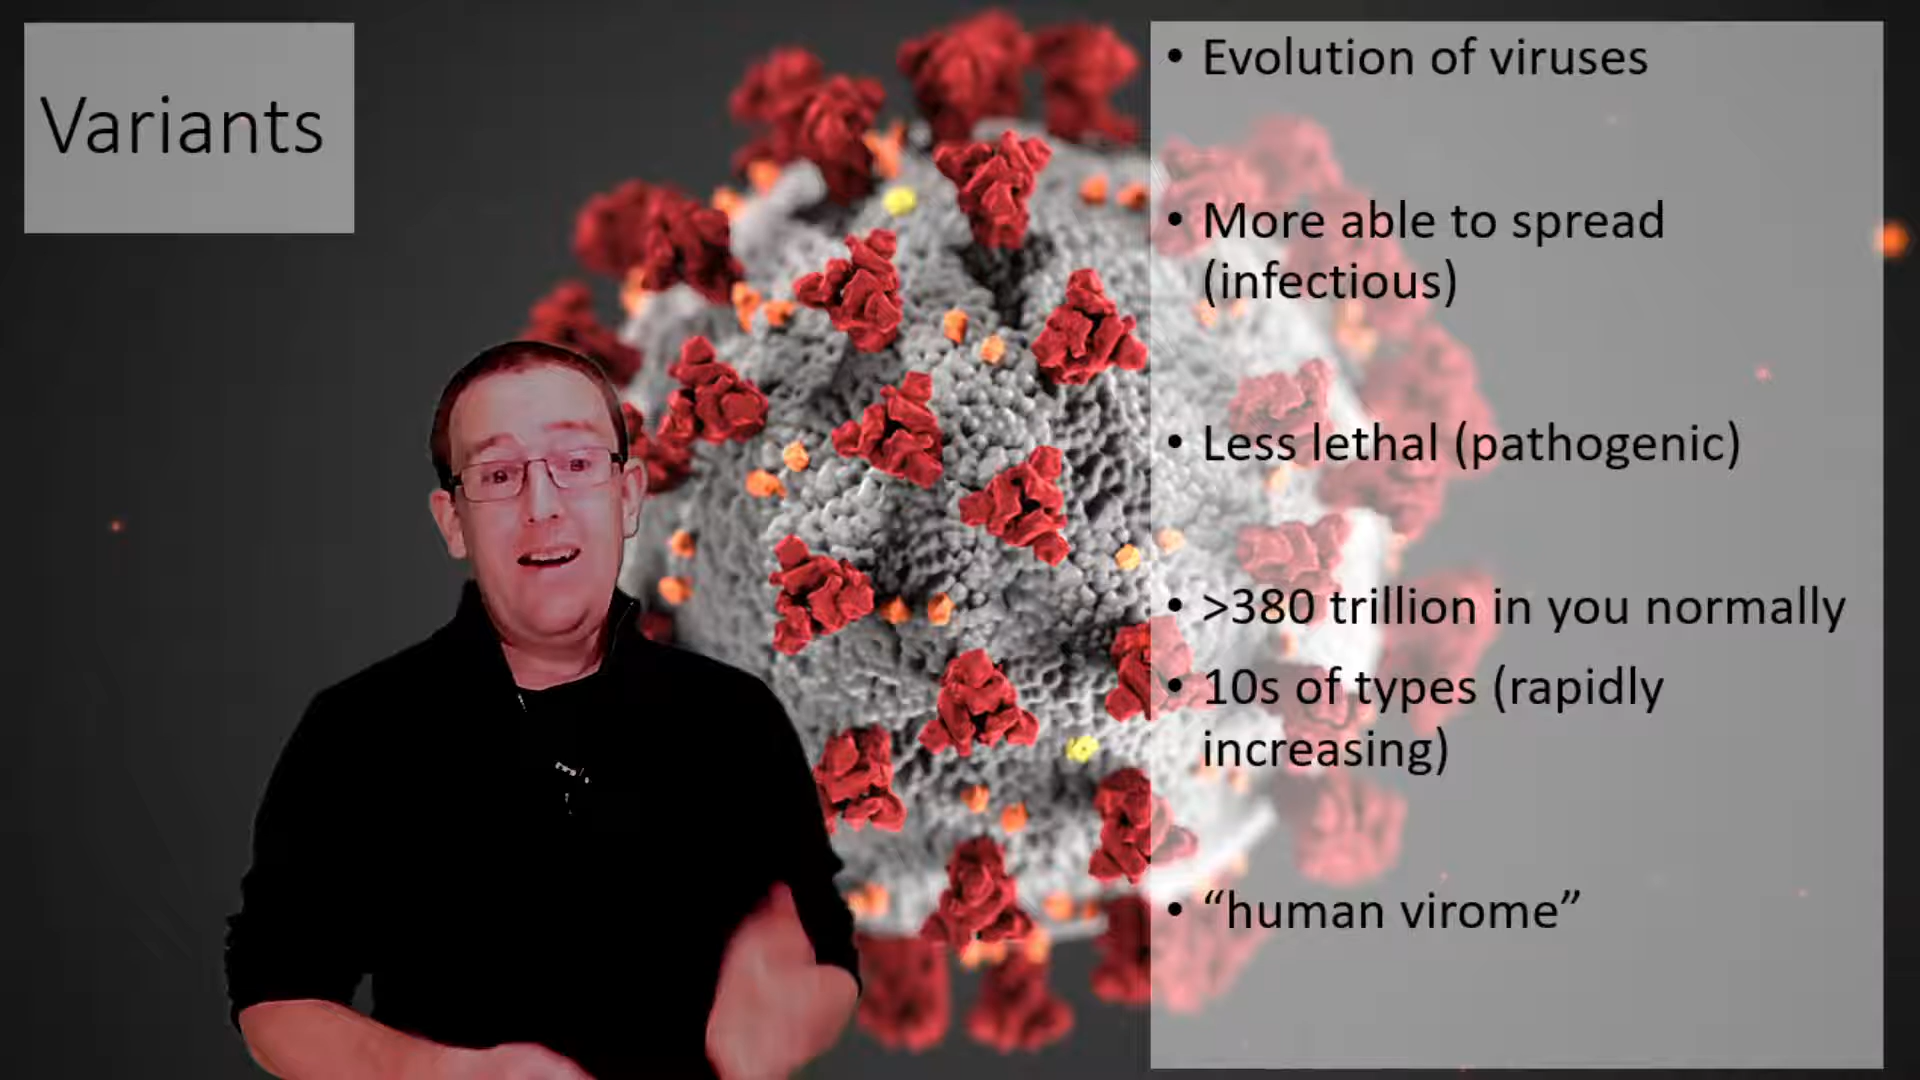 Variants
• Evolution of viruses
• More able to spread
(infectious)
• Less lethal (pathogenic)
• >380 trillion in you normally
• 10s of types (rapidly
increasing)
• “human virome”